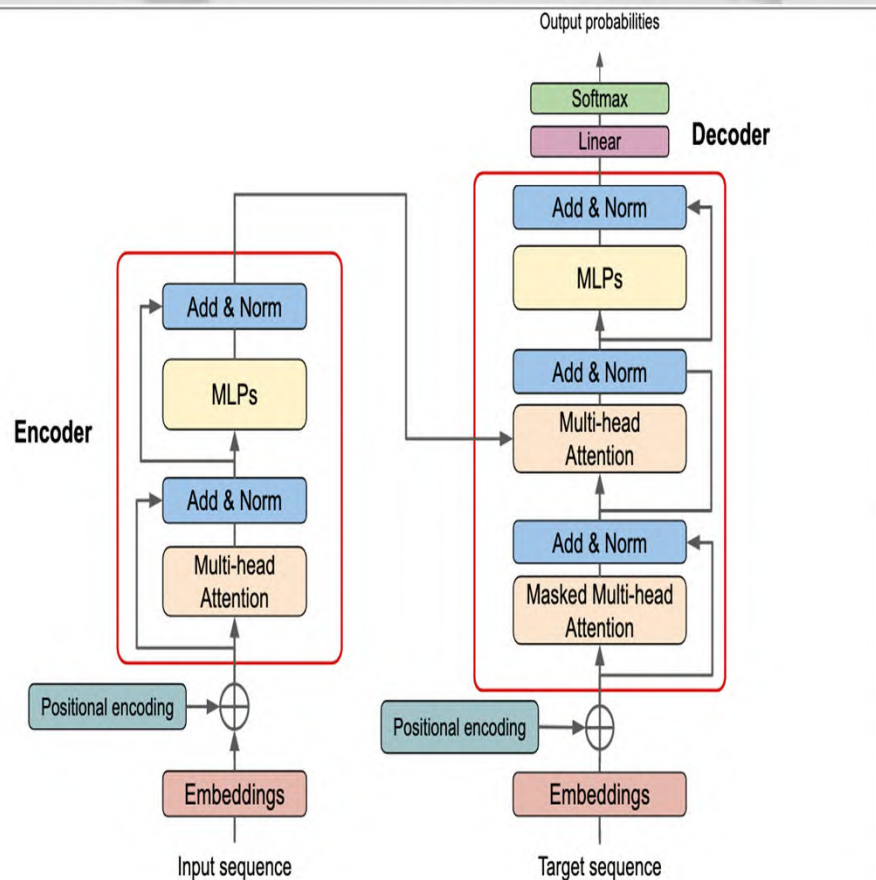 Output probabilities
Softmax
Linear
Decoder
Add & Norm
MLPs
Add & Norm
Multi-head
Attention
Add & Norm
Masked Multi-head
Attention
Positional encoding
Embeddings
Target sequence
Encoder
Add & Norm
MLPs
Add & Norm
Multi-head
Attention
Positional encoding
Embeddings
Input sequence